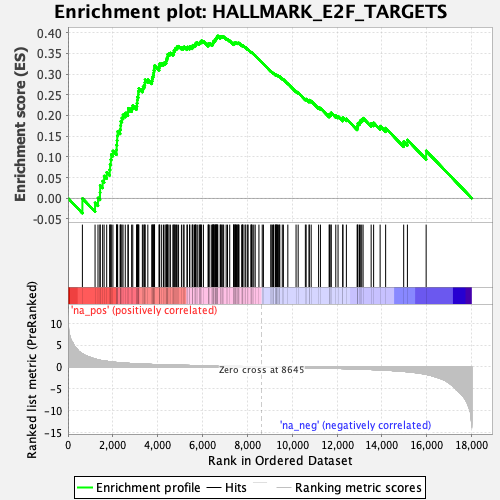 Enrichment plot: HALLMARK_E2F_TARGETS
Enrichment score (ES)
0.40
0.35
0.30
0.25
0.20
0.15
0.10
0.05
0.00
-0.05
'na_pos' (positively correlated)
Ranked list metric (PreRanked)
10
5
0
-5
-10
-15
Zero cross at 8645
'na_neg' (negatively correlated)
0
2,000
4,000
6,000
8,000
10,000
12,000
14,000
16,000
18,000
Rank in Ordered Dataset
Enrichment profile
Hits
Ranking metric scores